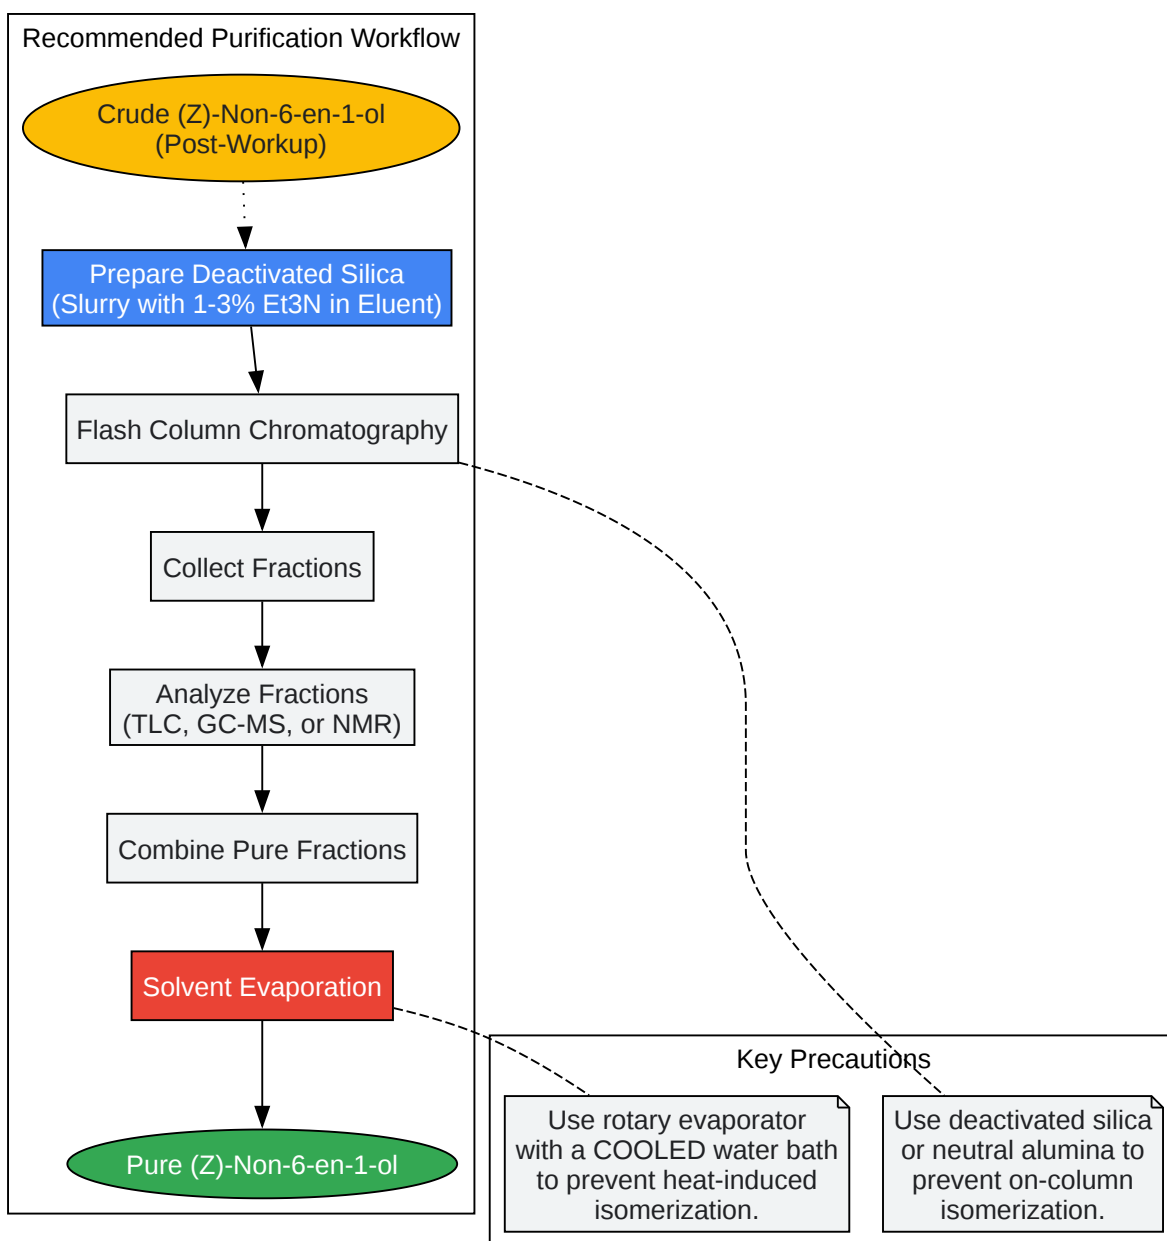 Recommended Purification Workflow
Crude (Z)-Non-6-en-1-ol
(Post-Workup)
Prepare Deactivated Silica
(Slurry with 1-3% Et3N in Eluent)
Flash Column Chromatography
Collect Fractions
Analyze Fractions
(TLC, GC-MS, or NMR)
Combine Pure Fractions
Solvent Evaporation
Pure (Z)-Non-6-en-1-ol
Key Precautions
Use rotary evaporator
with a COOLED water bath
to prevent heat-induced
isomerization.
Use deactivated silica
or neutral alumina to
prevent on-column
isomerization.